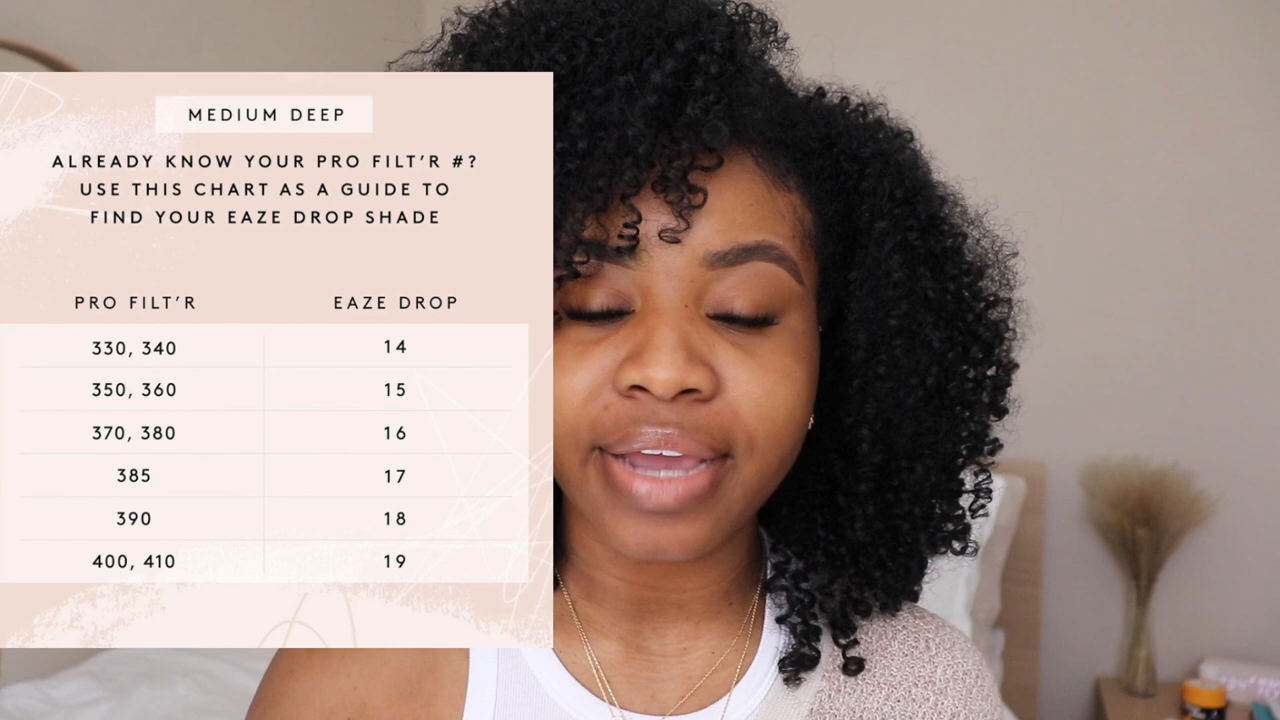 MEDIUM DEEP
ALREADY KNOW YOUR PRO FILT'R #?
USE THIS CHART AS A GUIDE TO
FIND YOUR EAZE DROP SHADE
PRO FILT'R EAZE DROP
330, 340 14
350, 360 15
370, 380 16
385 17
390 18
400, 410 19